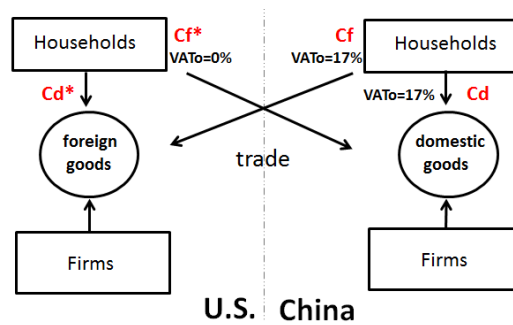 Households
Cf*
VATo=0%
Cf
VATo=17%
Households
Cd*
VATo=17%
Cd
foreign
goods
trade
domestic
goods
Firms
Firms
U.S.
China